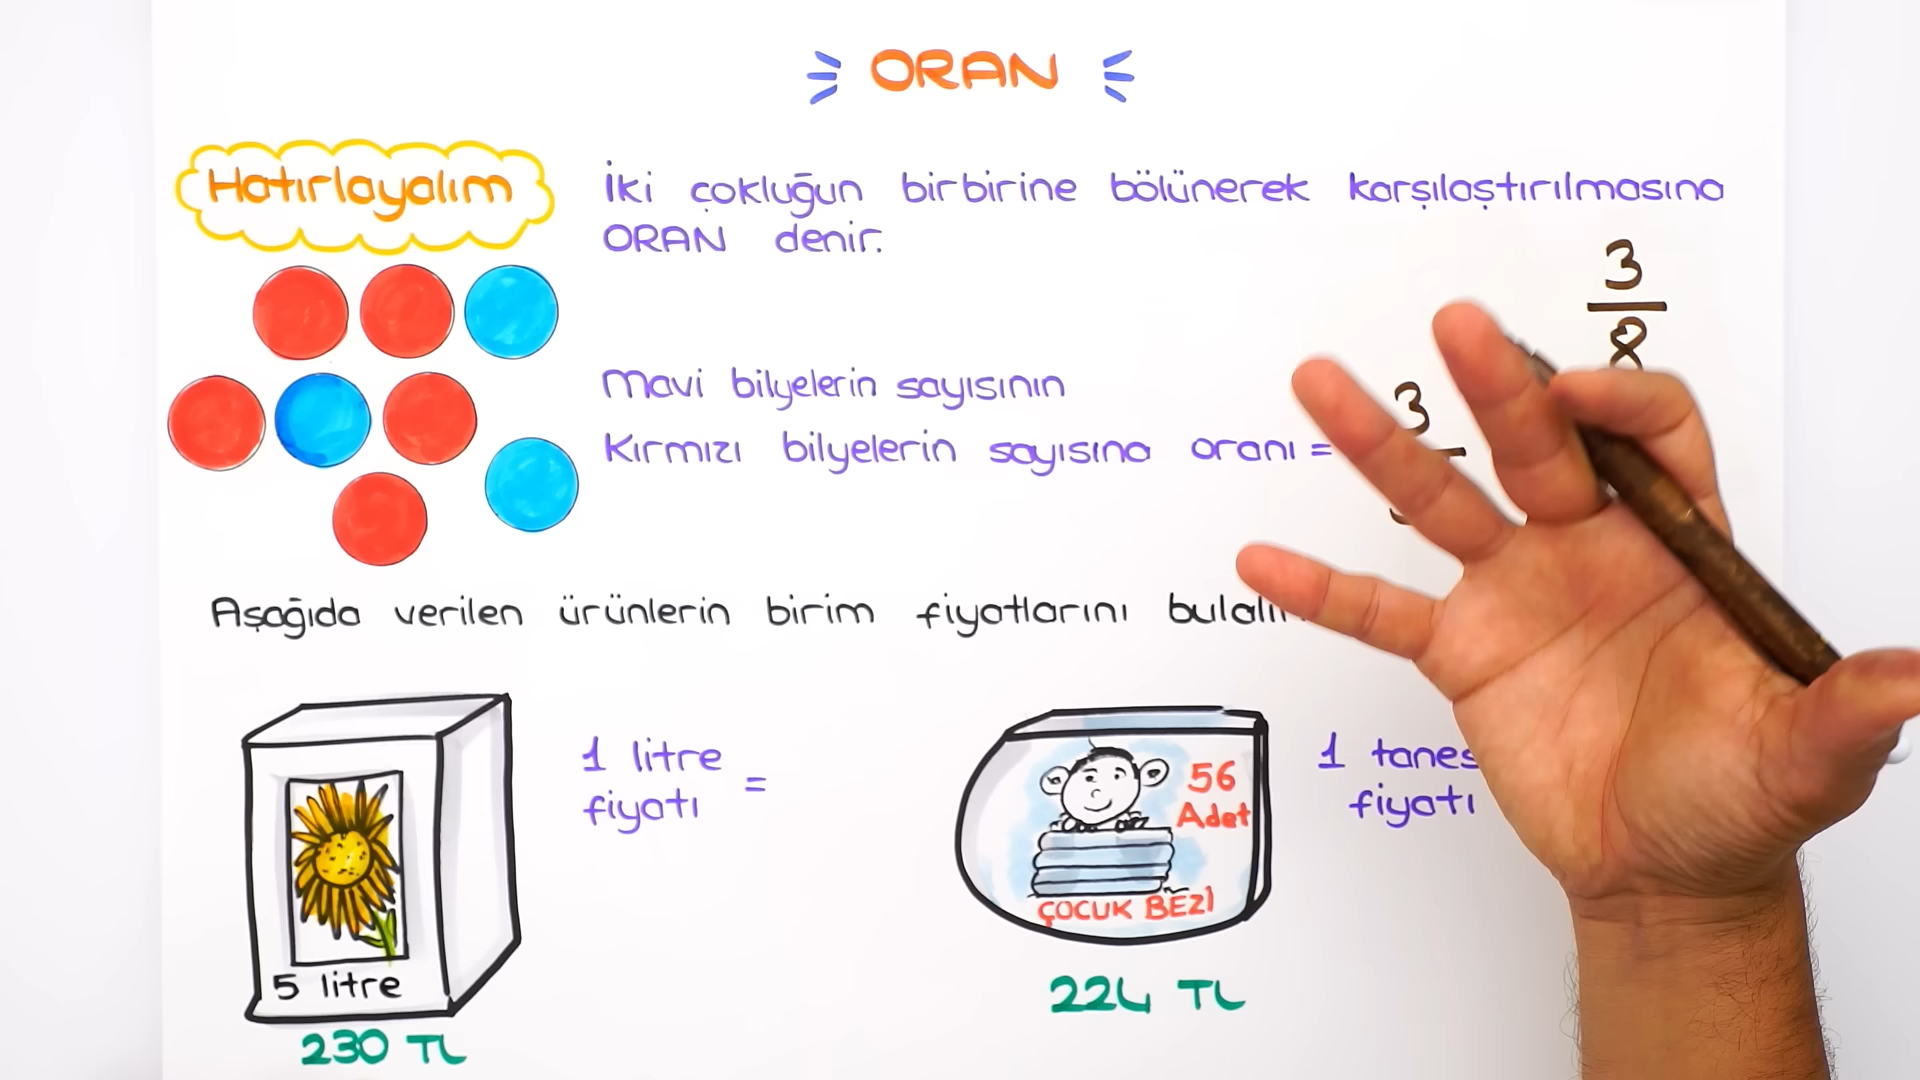 ORAN
Hatırlayalım
İki çokluğun birbirine bölünerek karşılaştırılmasına
ORAN denir.
3
8
Mavi bilyelerin sayısının
Kırmızı bilyelerin sayısına oranı =
3
Aşağıda verilen ürünlerin birim fiyatlarını
1 litre
fiyatı =
5 litre
230 TL
56
Adet
ÇOCUK BEZİ
224 TL
1
fiyatı